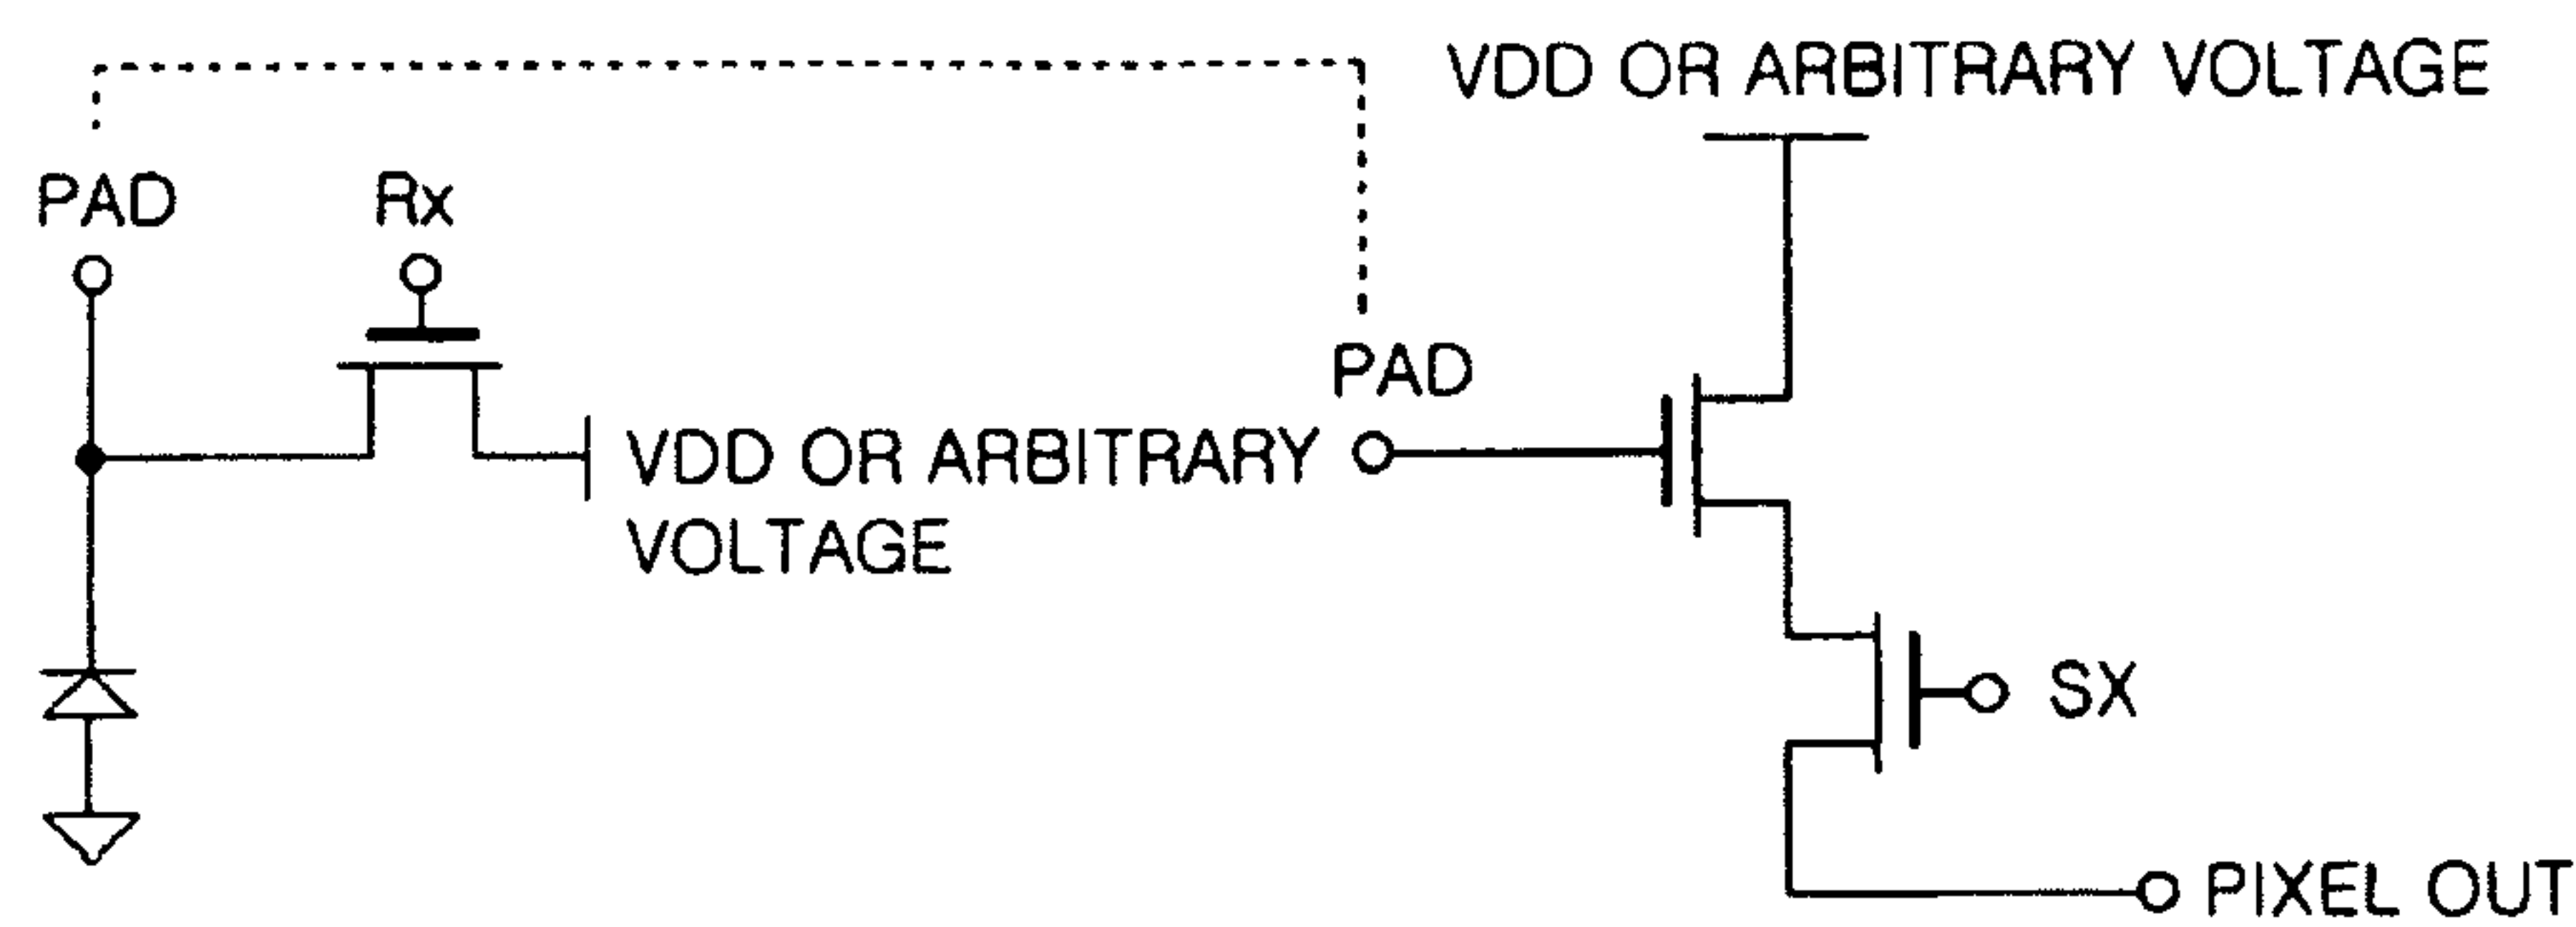 VDD OR ARBITRARY VOLTAGE
PAD
Rx
PAD
VDD OR ARBITRARY
VOLTAGE
SX
PIXEL OUT